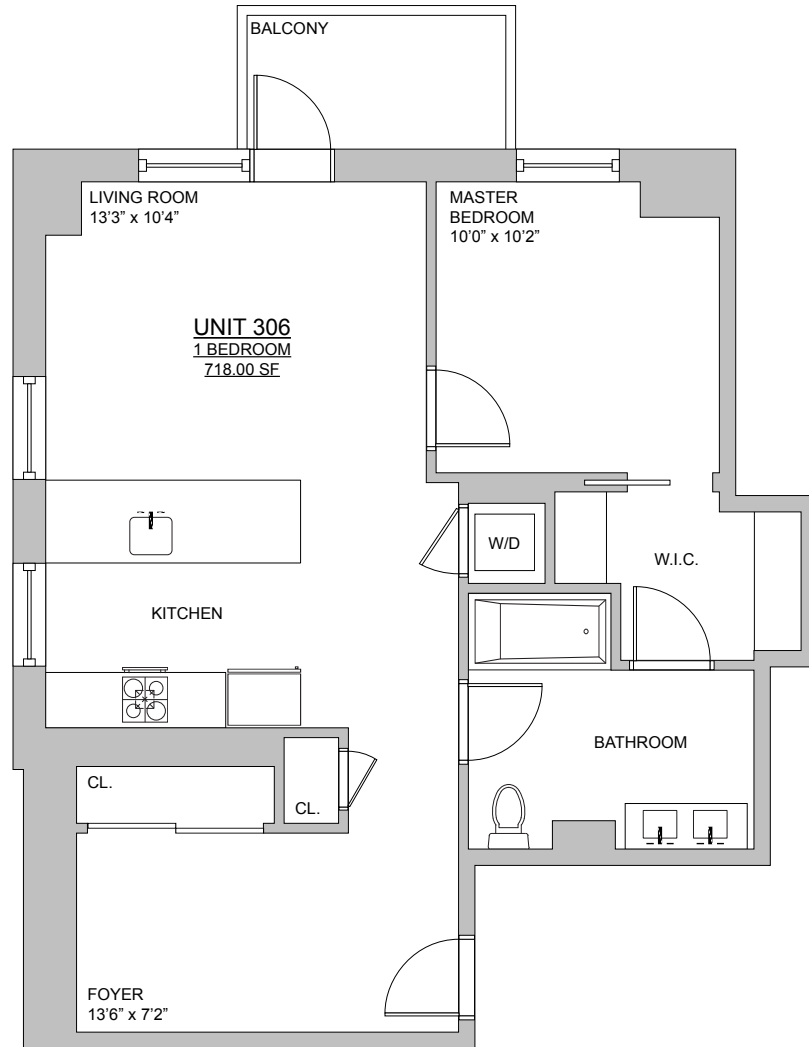 BALCONY
LIVING ROOM
13’3” x 10’4”
MASTER
BEDROOM
10’0” x 10’2”
UNIT 306
1 BEDROOM
718.00 SF
W/D
W.I.C.
KITCHEN
BATHROOM
CL.
CL.
FOYER
13’6” x 7’2”